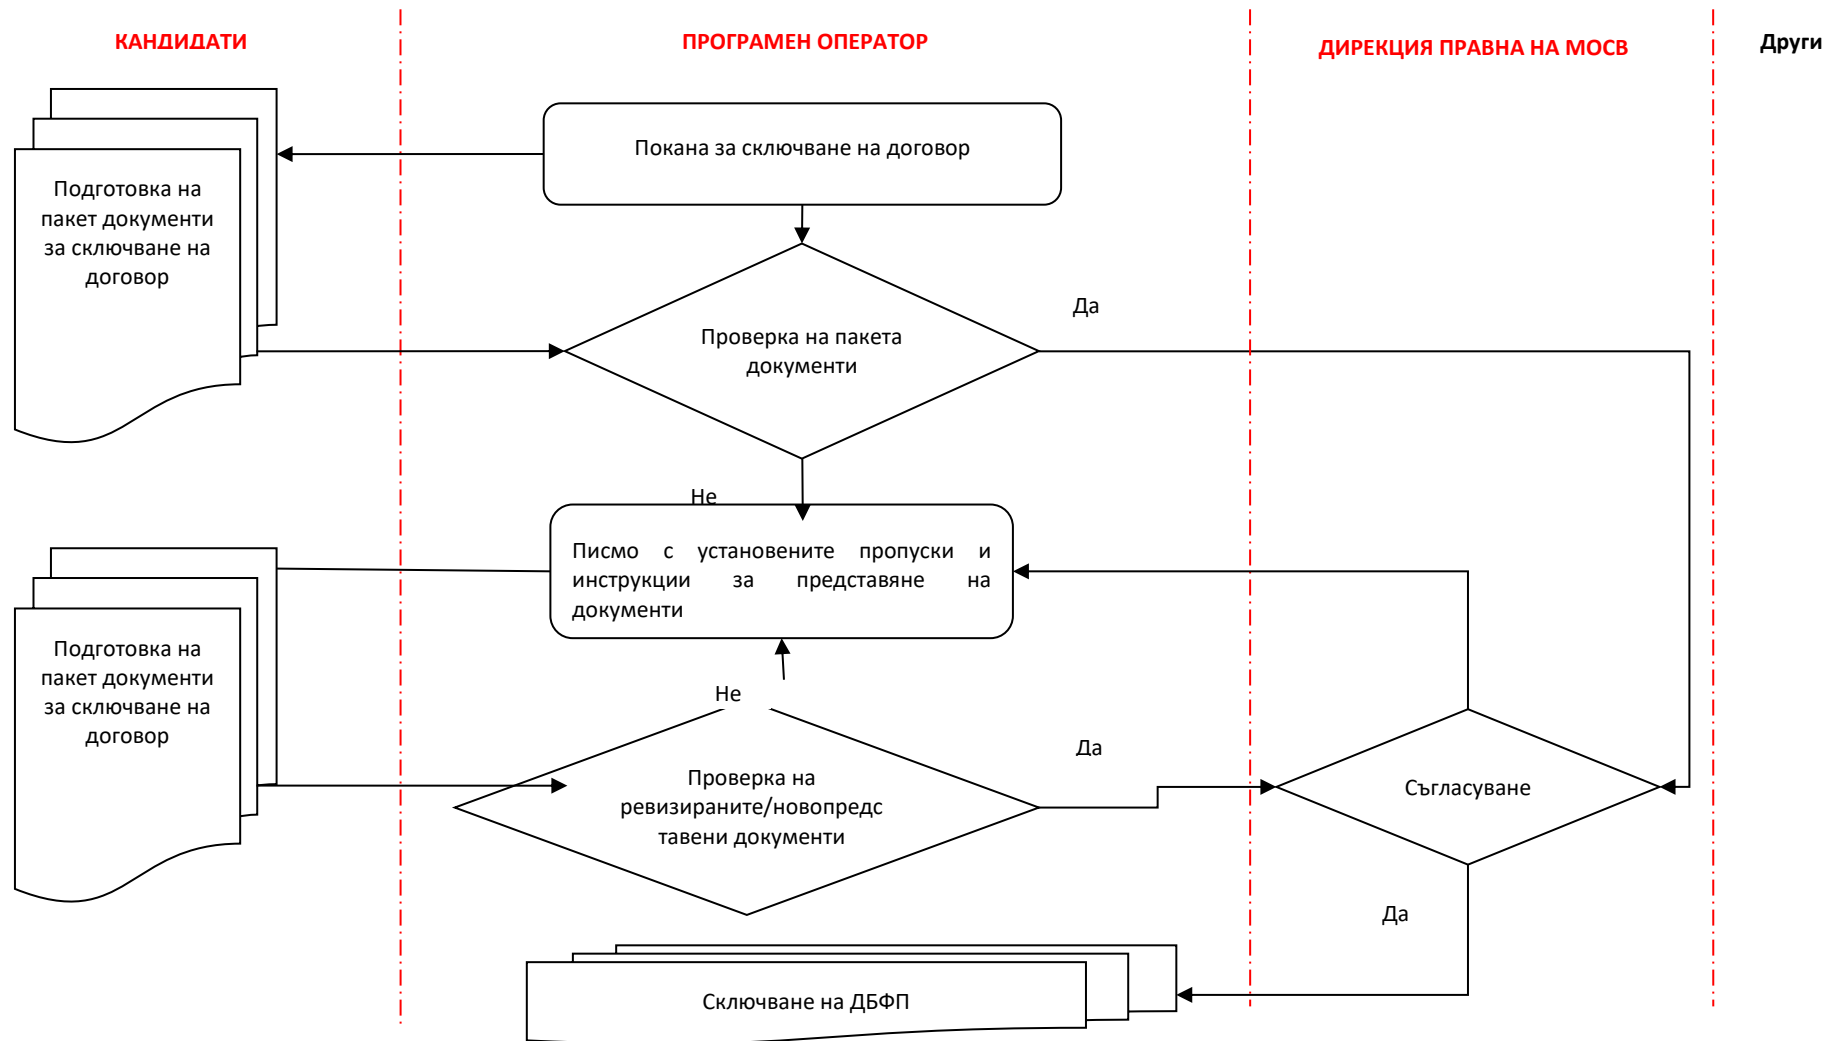 КАНДИДАТИ
ПРОГРАМЕН ОПЕРАТОР
ДИРЕКЦИЯ ПРАВНА НА МОСВ
Други
Покана за сключване на договор
Подготовка на
пакет документи
за сключване на
договор
Да
Проверка на пакета
документи
Не
Писмо с установените пропуски и
инструкции за представяне на
документи
Подготовка на
пакет документи
за сключване на
договор
Не
Да
Проверка на
ревизираните/новопредс
тавени документи
Съгласуване
Да
Сключване на ДБФП